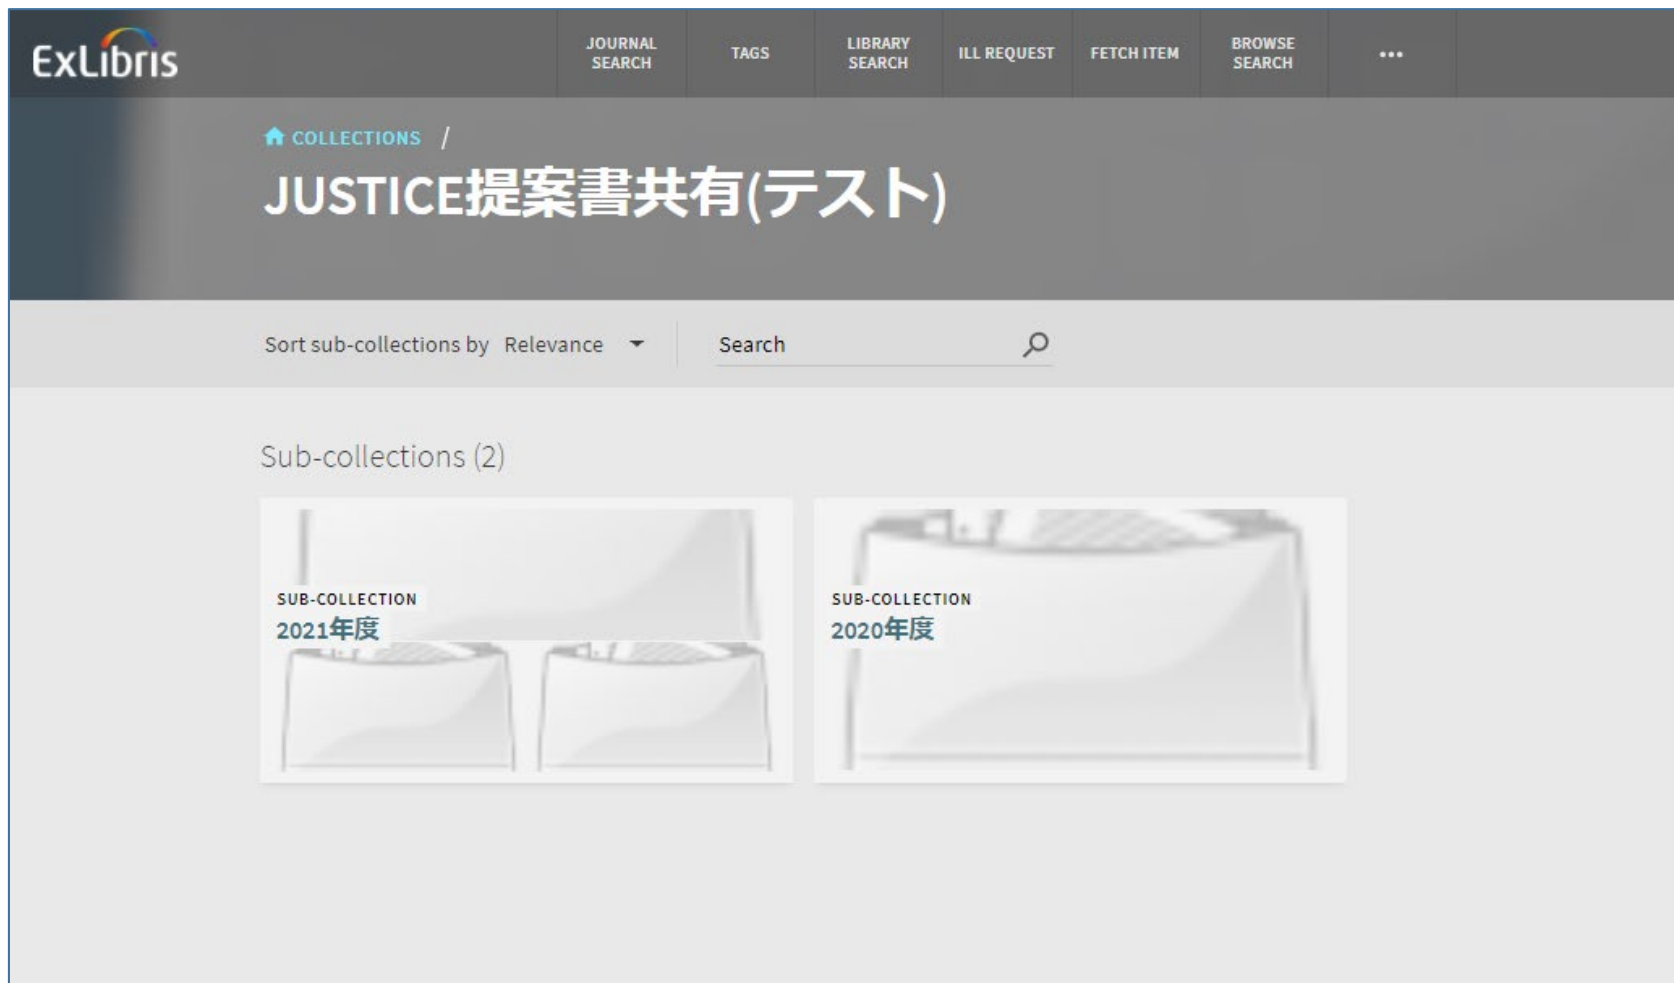 ExLibris
JOURNAL
SEARCH
TAGS
LIBRARY
SEARCH
ILL REQUEST
FETCH ITEM
BROWSE
SEARCH
•••
COLLECTIONS /
JUSTICE提案書共有(テスト)
Sort sub-collections by Relevance
Search
Sub-collections (2)
SUB-COLLECTION
2021年度
SUB-COLLECTION
2020年度